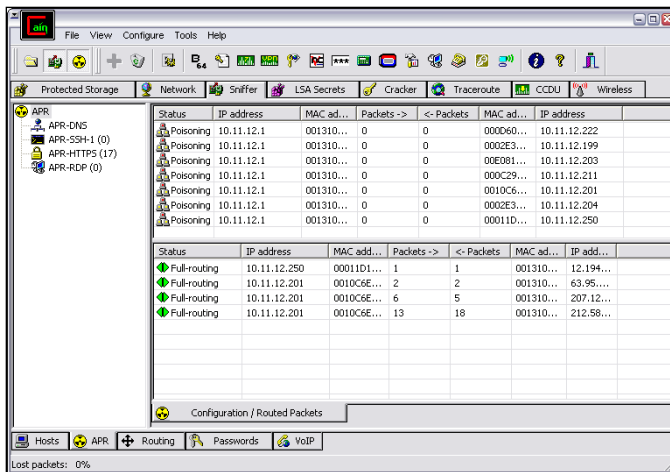 Cain
File View Configure Tools Help
B64
***
Protected Storage Network Sniffer LSA Secrets Cracker Traceroute CCDU Wireless
APR
APR-DNS
APR-SSH-1 (0)
APR-HTTPS (17)
APR-RDP (0)
Status IP address MAC ad... Packets -> <- Packets MAC ad... IP address
Poisoning 10.11.12.1 001310... 0 0 000D60... 10.11.12.222
Poisoning 10.11.12.1 001310... 0 0 0002E3... 10.11.12.199
Poisoning 10.11.12.1 001310... 0 0 00E081... 10.11.12.203
Poisoning 10.11.12.1 001310... 0 0 000C29... 10.11.12.211
Poisoning 10.11.12.1 001310... 0 0 0010C6... 10.11.12.201
Poisoning 10.11.12.1 001310... 0 0 0002E3... 10.11.12.204
Poisoning 10.11.12.1 001310... 0 0 00011D... 10.11.12.250
Status IP address MAC add... Packets -> <- Packets MAC ad... IP add...
Full-routing 10.11.12.250 00011D1... 1 1 001310... 12.194...
Full-routing 10.11.12.201 0010C6E... 2 2 001310... 63.95....
Full-routing 10.11.12.201 0010C6E... 6 5 001310... 207.12...
Full-routing 10.11.12.201 0010C6E... 13 18 001310... 212.58...
Configuration / Routed Packets
Hosts APR Routing Passwords VoIP
Lost packets: 0%